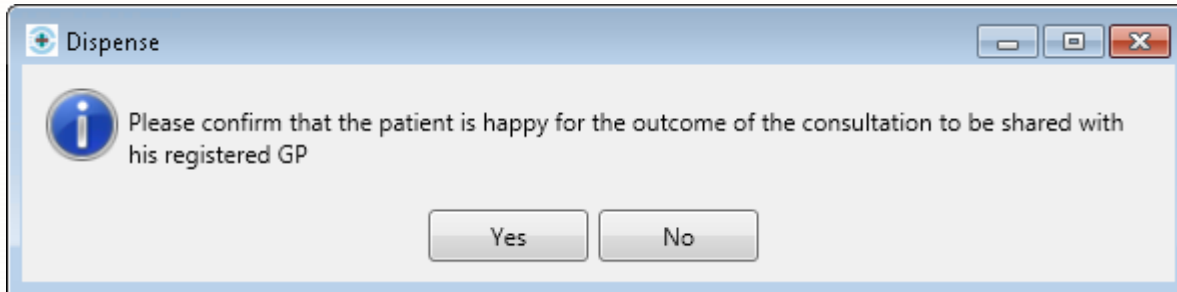 Dispense
Please confirm that the patient is happy for the outcome of the consultation to be shared with
his registered GP
Yes
No